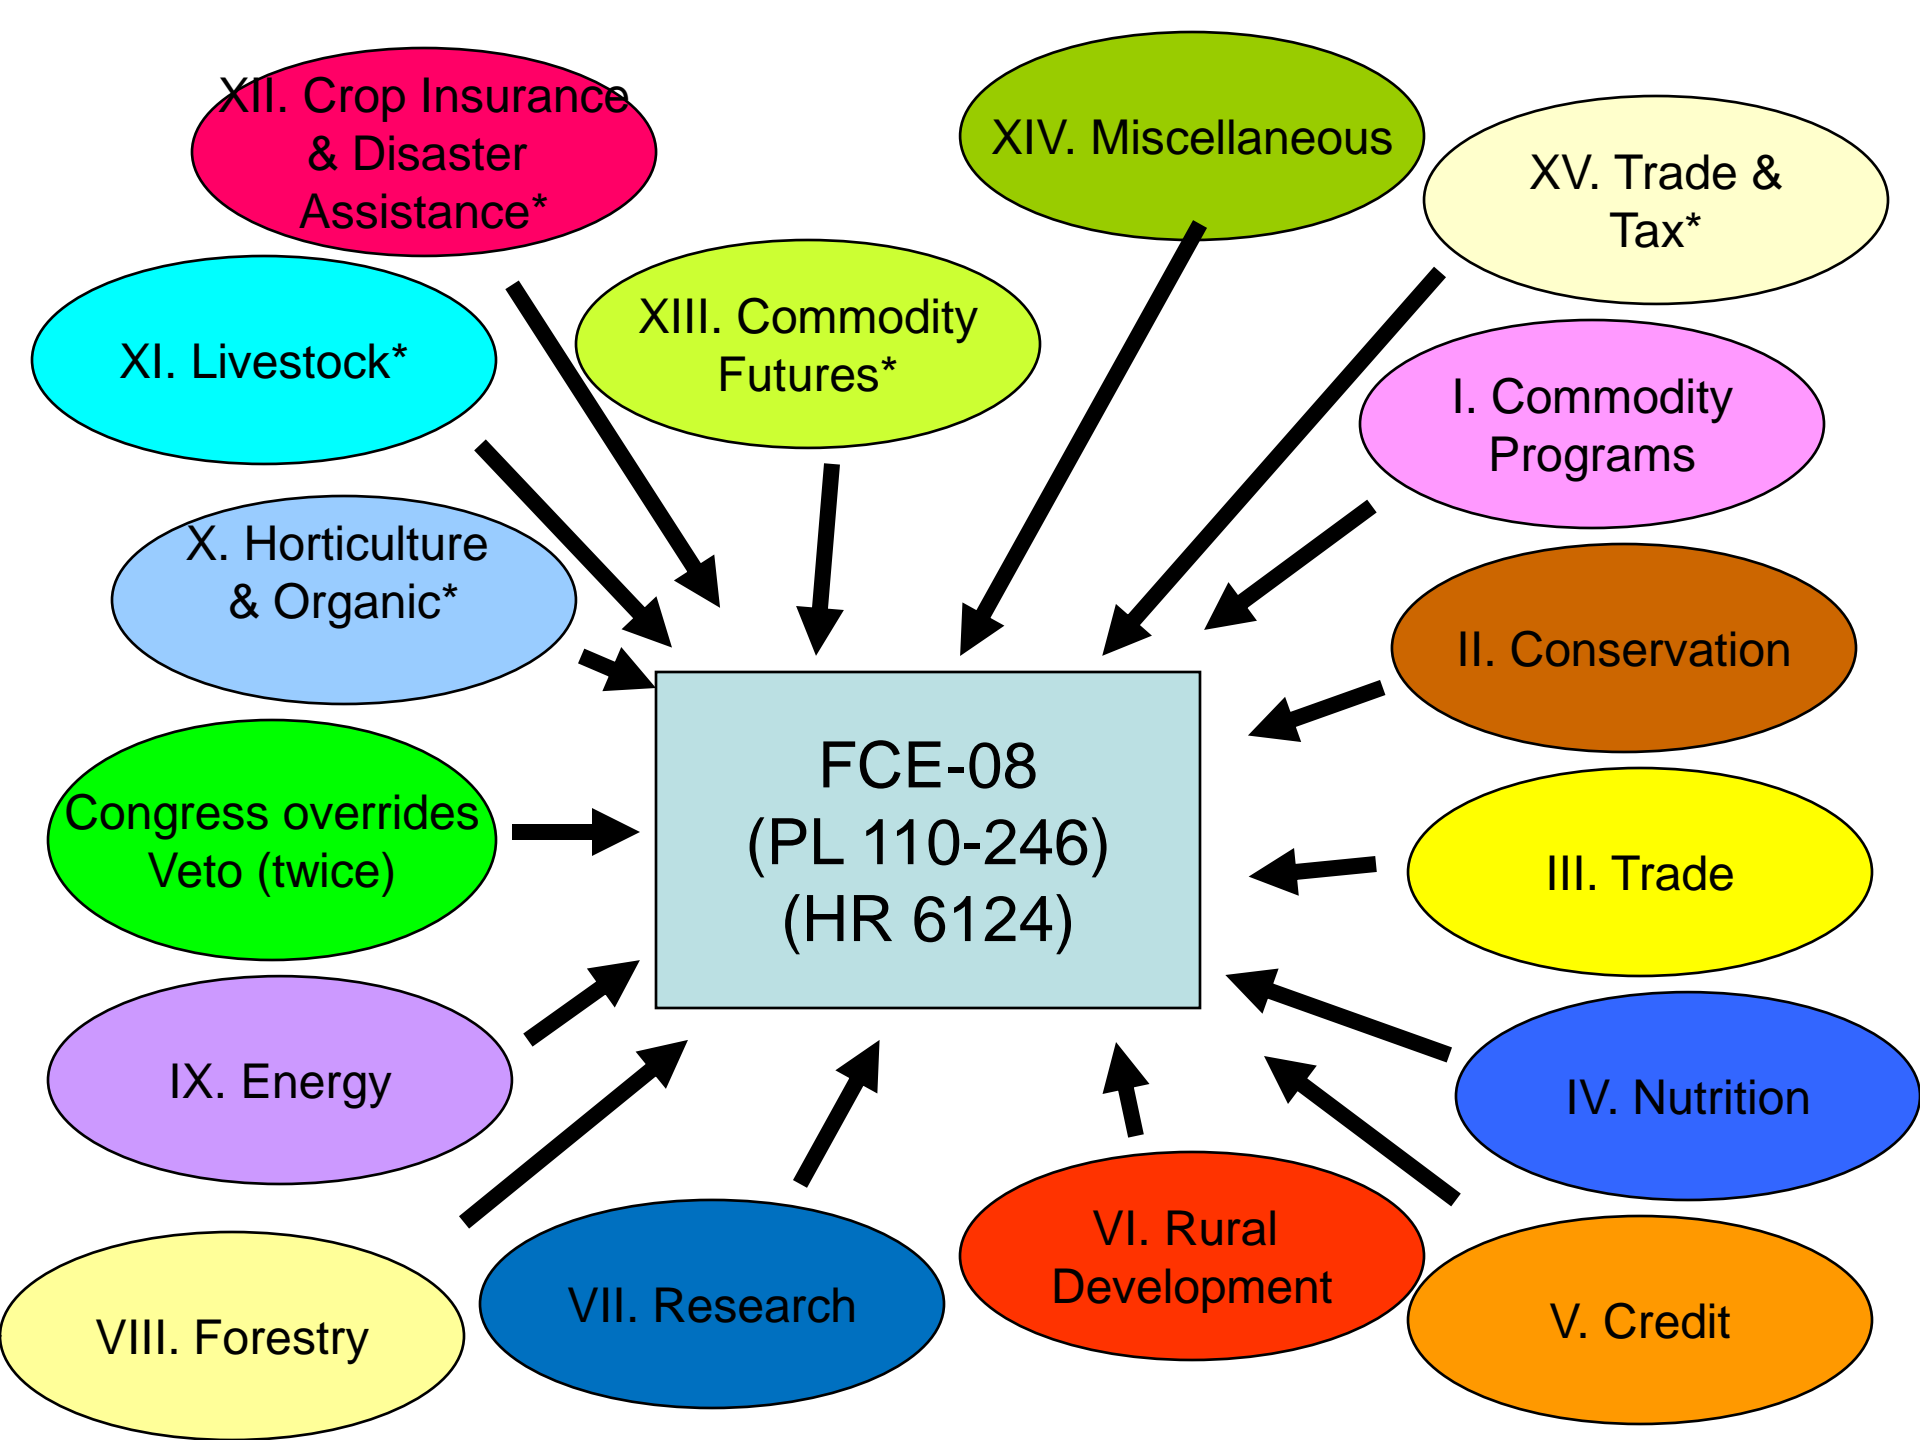 XII. Crop Insurance
& Disaster
Assistance*
XIV. Miscellaneous
XV. Trade &
Tax*
XI. Livestock*
XIII. Commodity
Futures*
I. Commodity
Programs
X. Horticulture
& Organic*
II. Conservation
Congress overrides
Veto (twice)
FCE-08
(PL 110-246)
(HR 6124)
III. Trade
IX. Energy
IV. Nutrition
VIII. Forestry
VII. Research
VI. Rural
Development
V. Credit